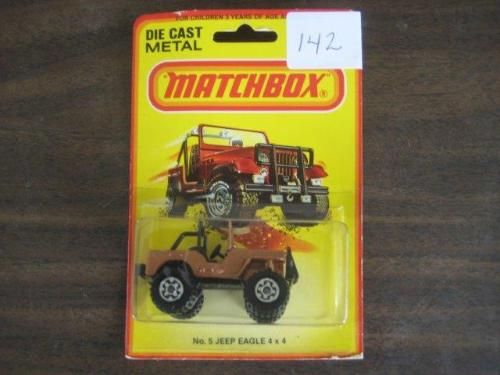 FOR CHILDREN 3 YEARS OF AGE A
DIE CAST
METAL
142
MATCHBOX®
No. 5 JEEP EAGLE 4 x 4